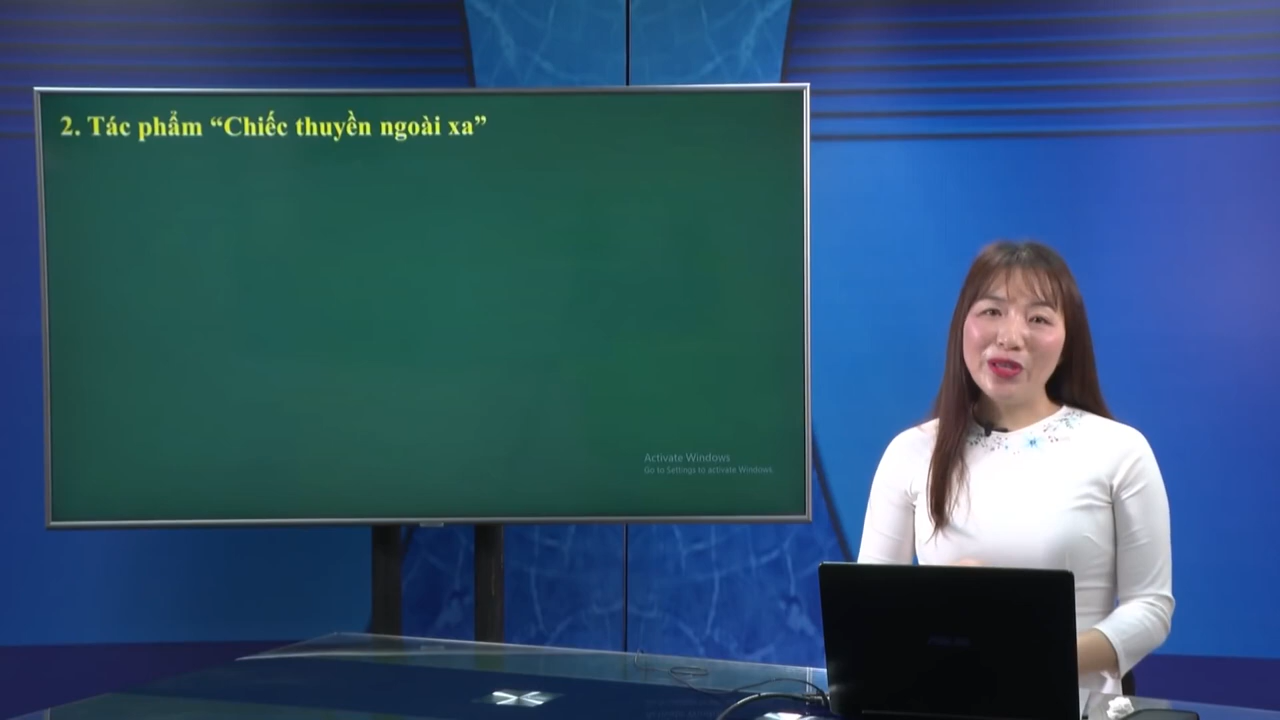 2. Tác phẩm “Chiếc thuyền ngoài xa”
Activate Windows
Go to Settings to activate Windows.